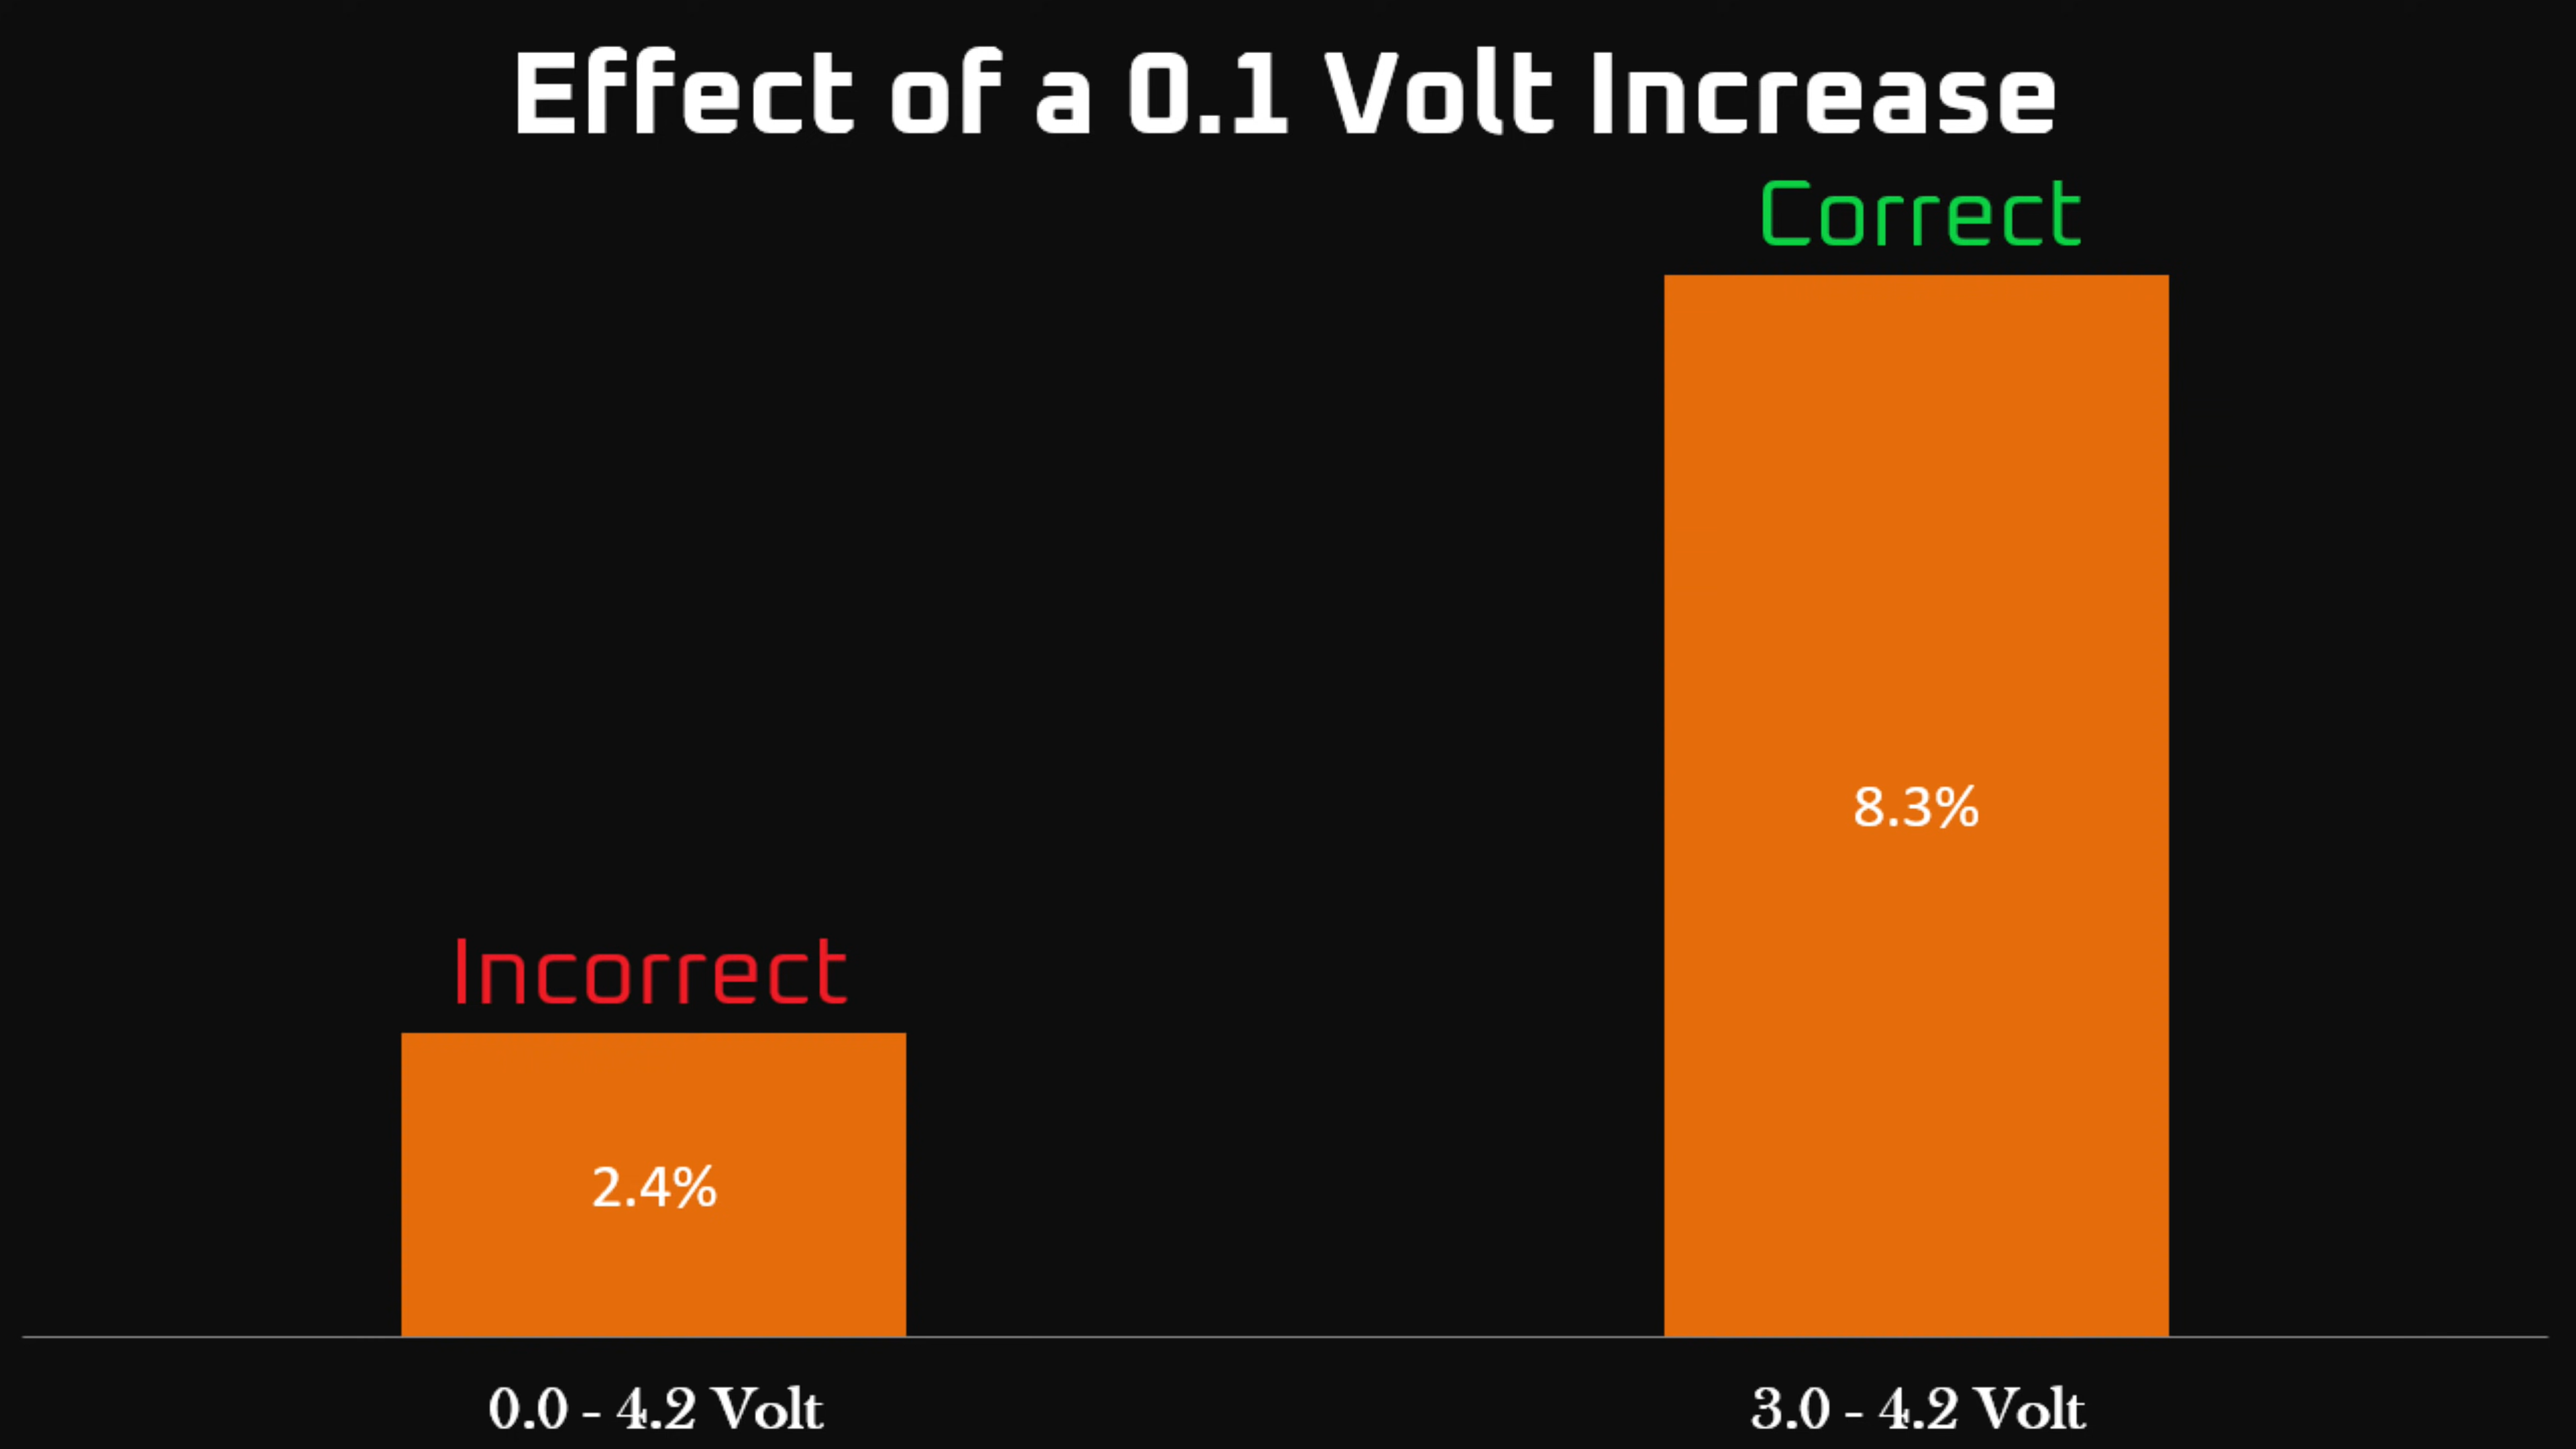 Effect of a 0.1 Volt Increase
Correct
8.3%
Incorrect
2.4%
0.0 - 4.2 Volt
3.0 - 4.2 Volt